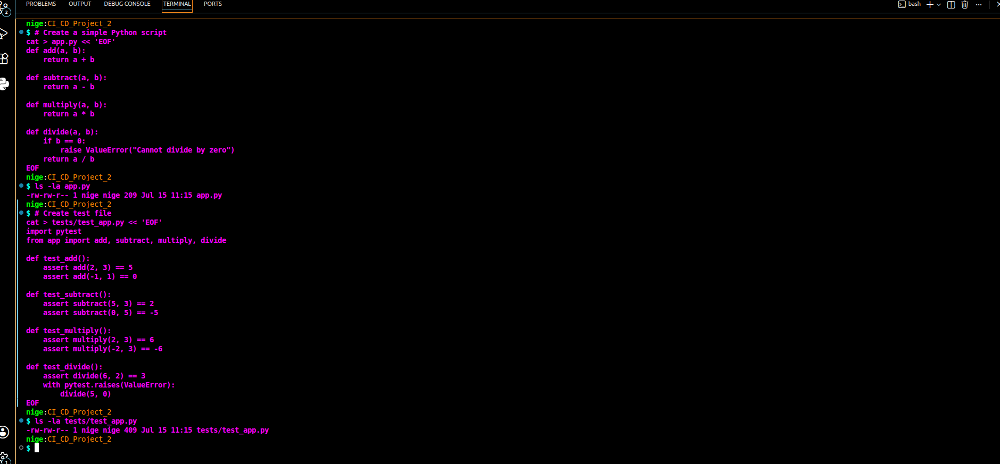 PROBLEMS OUTPUT DEBUG CONSOLE TERMINAL PORTS bash
2
nige:CI_CD_Project_2
$ # Create a simple Python script
cat > app.py << 'EOF'
def add(a, b):
    return a + b

def subtract(a, b):
    return a - b

def multiply(a, b):
    return a * b

def divide(a, b):
    if b == 0:
        raise ValueError("Cannot divide by zero")
    return a / b
EOF
nige:CI_CD_Project_2
$ ls -la app.py
-rw-rw-r-- 1 nige nige 209 Jul 15 11:15 app.py
nige:CI_CD_Project_2
$ # Create test file
cat > tests/test_app.py << 'EOF'
import pytest
from app import add, subtract, multiply, divide

def test_add():
    assert add(2, 3) == 5
    assert add(-1, 1) == 0

def test_subtract():
    assert subtract(5, 3) == 2
    assert subtract(0, 5) == -5

def test_multiply():
    assert multiply(2, 3) == 6
    assert multiply(-2, 3) == -6

def test_divide():
    assert divide(6, 2) == 3
    with pytest.raises(ValueError):
        divide(5, 0)
EOF
nige:CI_CD_Project_2
$ ls -la tests/test_app.py
-rw-rw-r-- 1 nige nige 409 Jul 15 11:15 tests/test_app.py
nige:CI_CD_Project_2
$
1